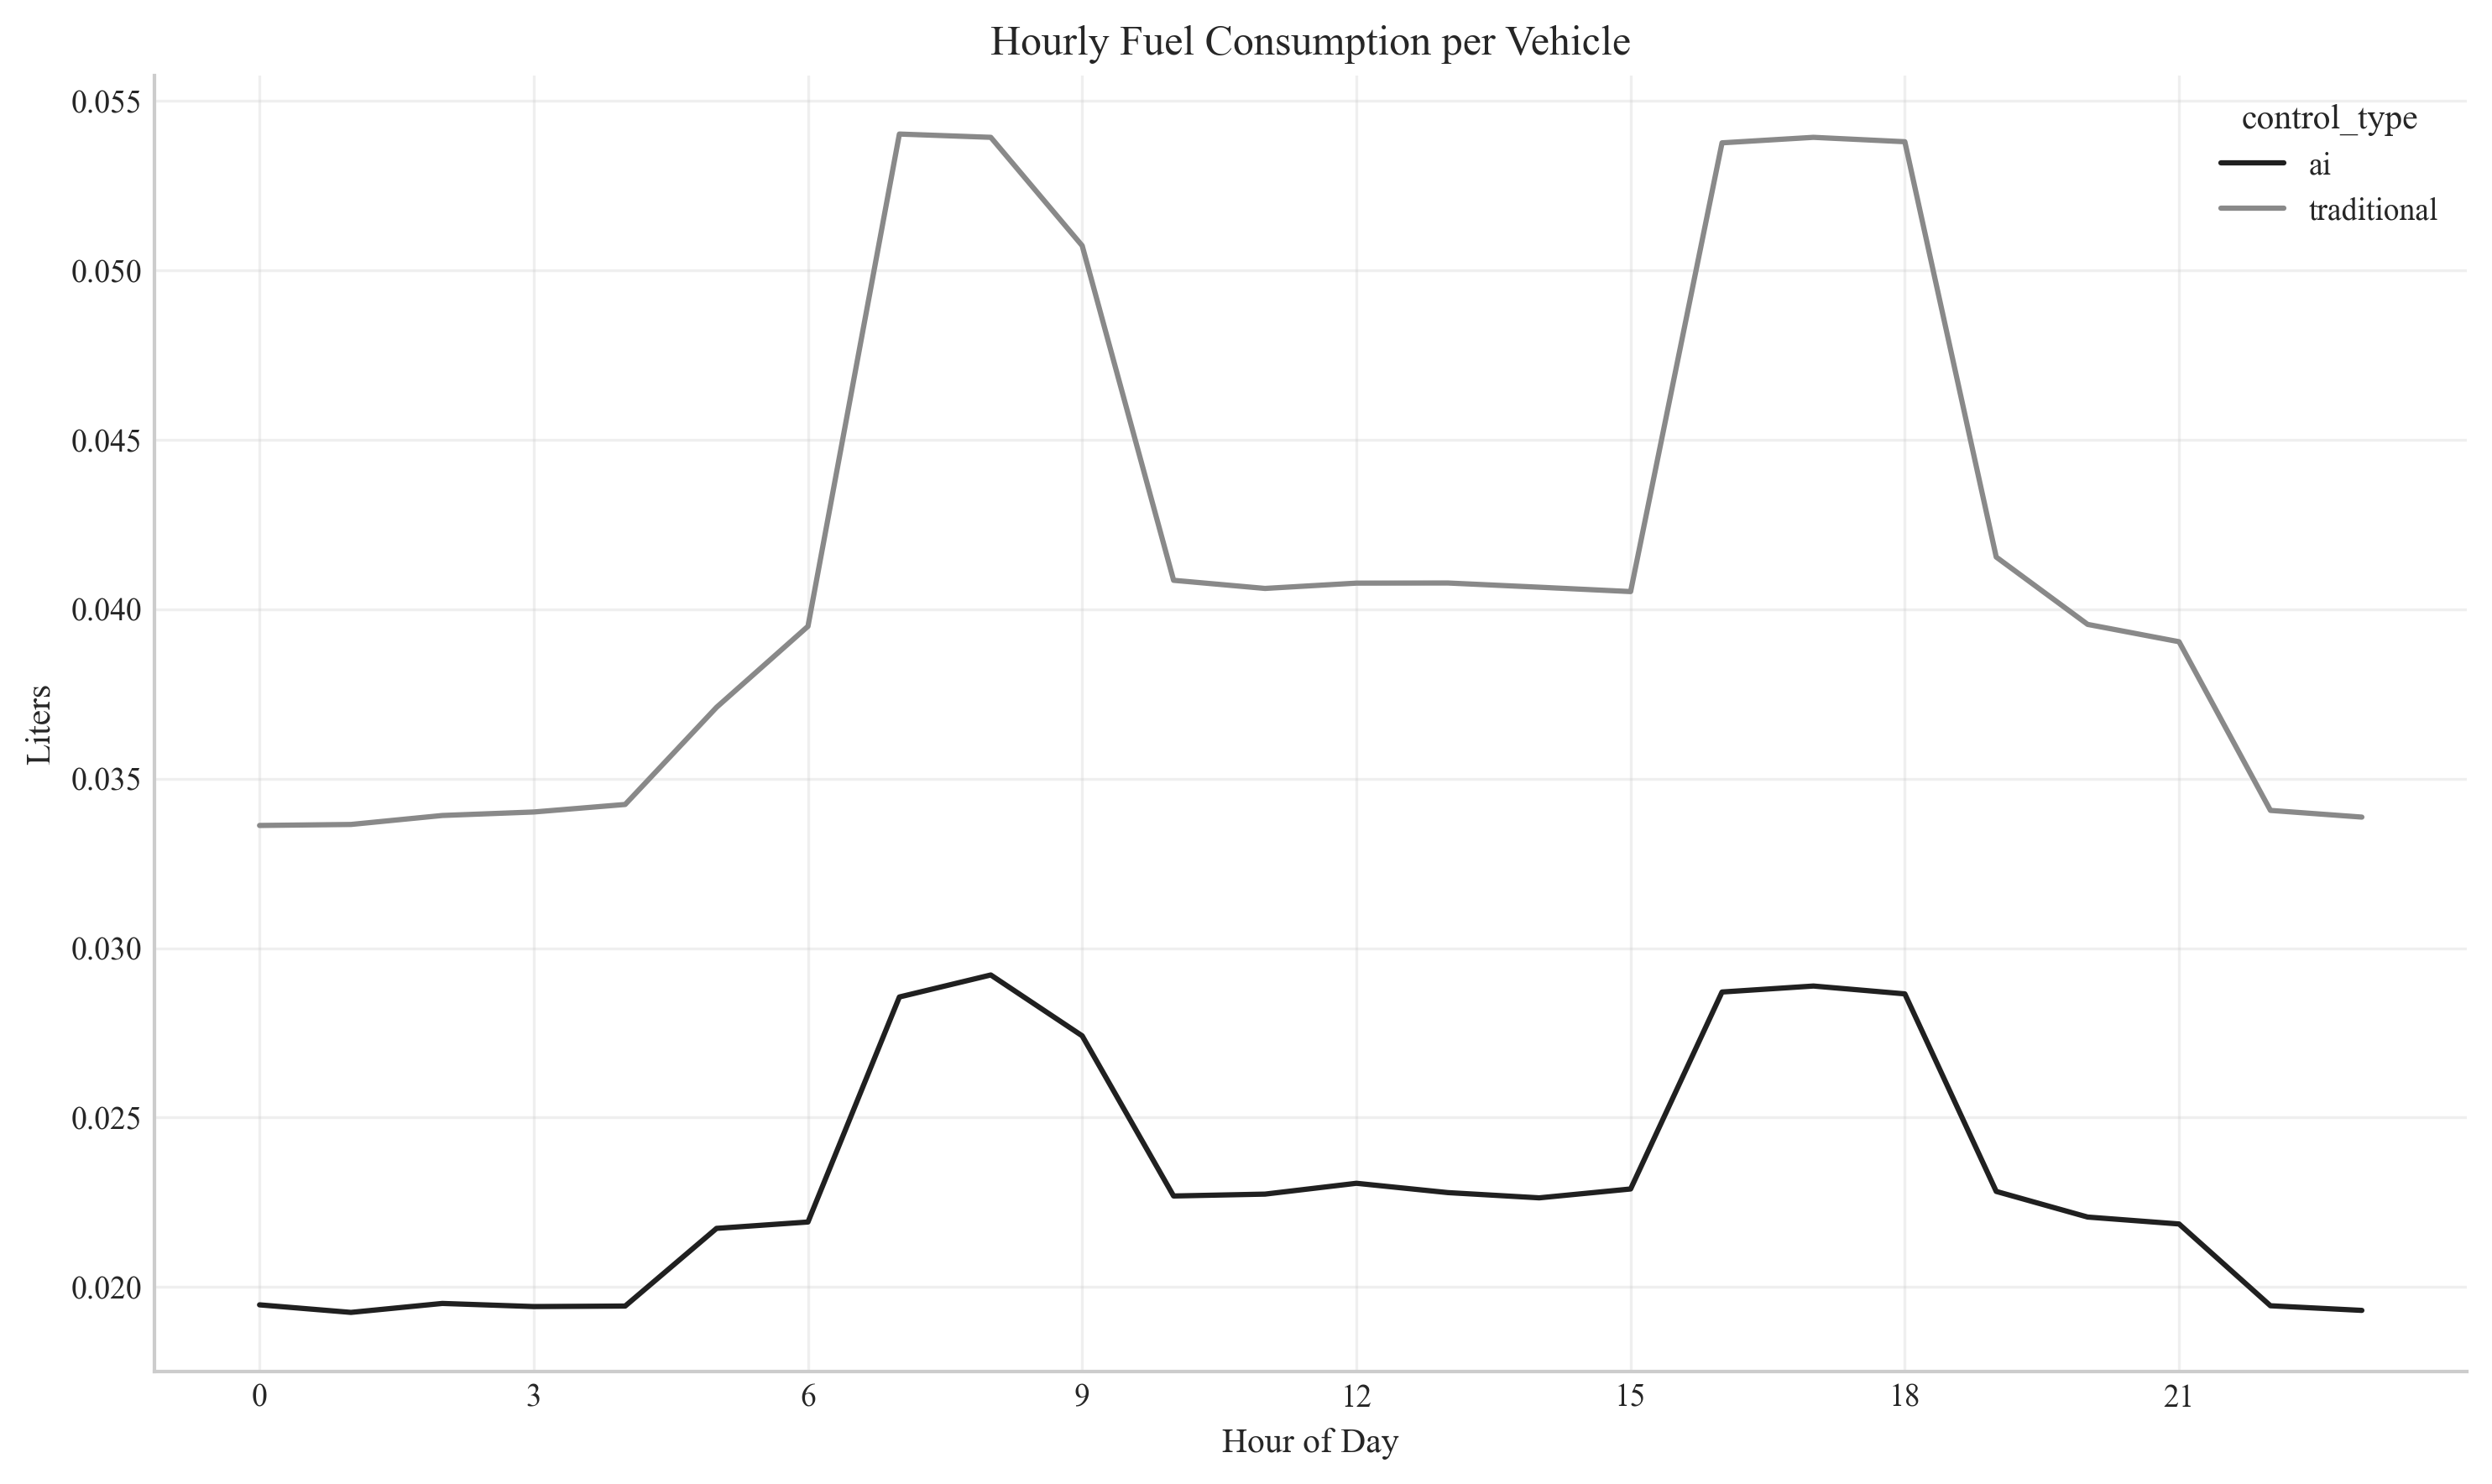 Hourly Fuel Consumption per Vehicle
0.055
0.050
0.045
0.040
0.035
0.030
0.025
0.020
Liters
control_type
ai
traditional
0 3 6 9 12 15 18 21
Hour of Day